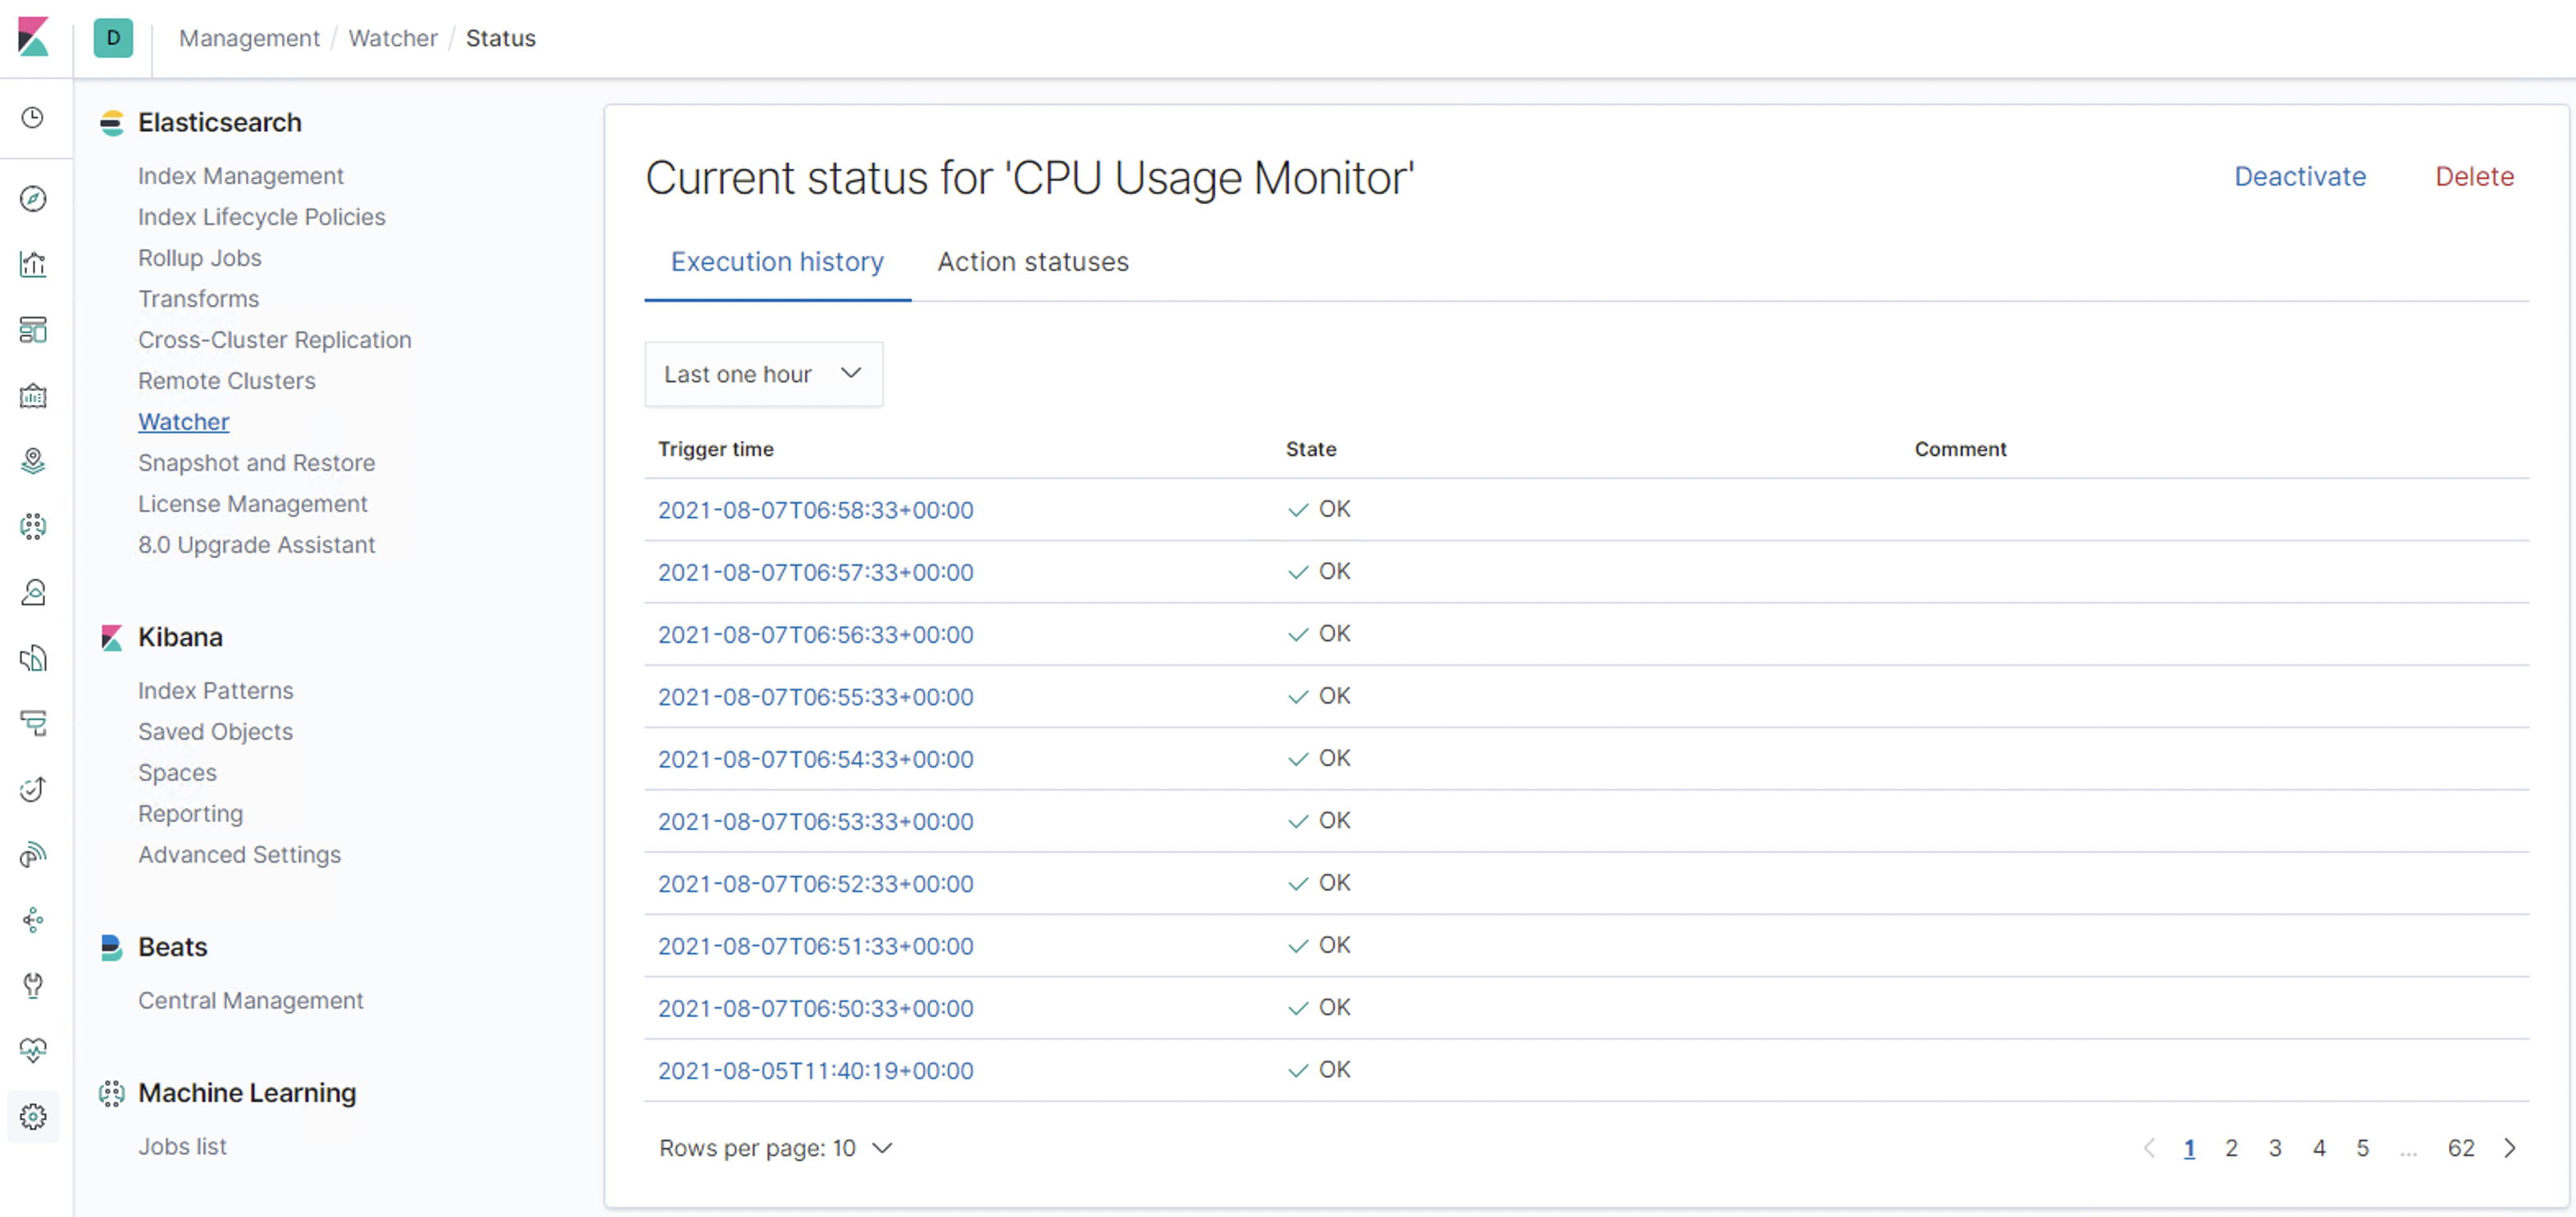 D Management / Watcher / Status
Elasticsearch
Index Management
Index Lifecycle Policies
Rollup Jobs
Transforms
Cross-Cluster Replication
Remote Clusters
Watcher
Snapshot and Restore
License Management
8.0 Upgrade Assistant
Kibana
Index Patterns
Saved Objects
Spaces
Reporting
Advanced Settings
Beats
Central Management
Machine Learning
Jobs list
Current status for 'CPU Usage Monitor' Deactivate Delete
Execution history Action statuses
Last one hour
Trigger time State Comment
2021-08-07T06:58:33+00:00 OK
2021-08-07T06:57:33+00:00 OK
2021-08-07T06:56:33+00:00 OK
2021-08-07T06:55:33+00:00 OK
2021-08-07T06:54:33+00:00 OK
2021-08-07T06:53:33+00:00 OK
2021-08-07T06:52:33+00:00 OK
2021-08-07T06:51:33+00:00 OK
2021-08-07T06:50:33+00:00 OK
2021-08-05T11:40:19+00:00 OK
Rows per page: 10 1 2 3 4 5 ... 62